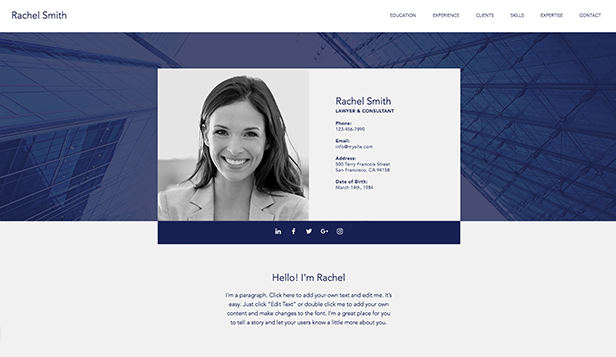 Rachel Smith
EDUCATION EXPERIENCE CLIENTS SKILLS EXPERTISE CONTACT
Rachel Smith
LAWYER & CONSULTANT
Phone:
123-456-7890
Email:
info@mysite.com
Address:
500 Terry Francois Street
San Francisco, CA 94158
Date of Birth:
March 14th, 1984
Hello! I'm Rachel
I'm a paragraph. Click here to add your own text and edit me. It's
easy. Just click "Edit Text" or double click me to add your own
content and make changes to the font. I'm a great place for you
to tell a story and let your users know a little more about you.